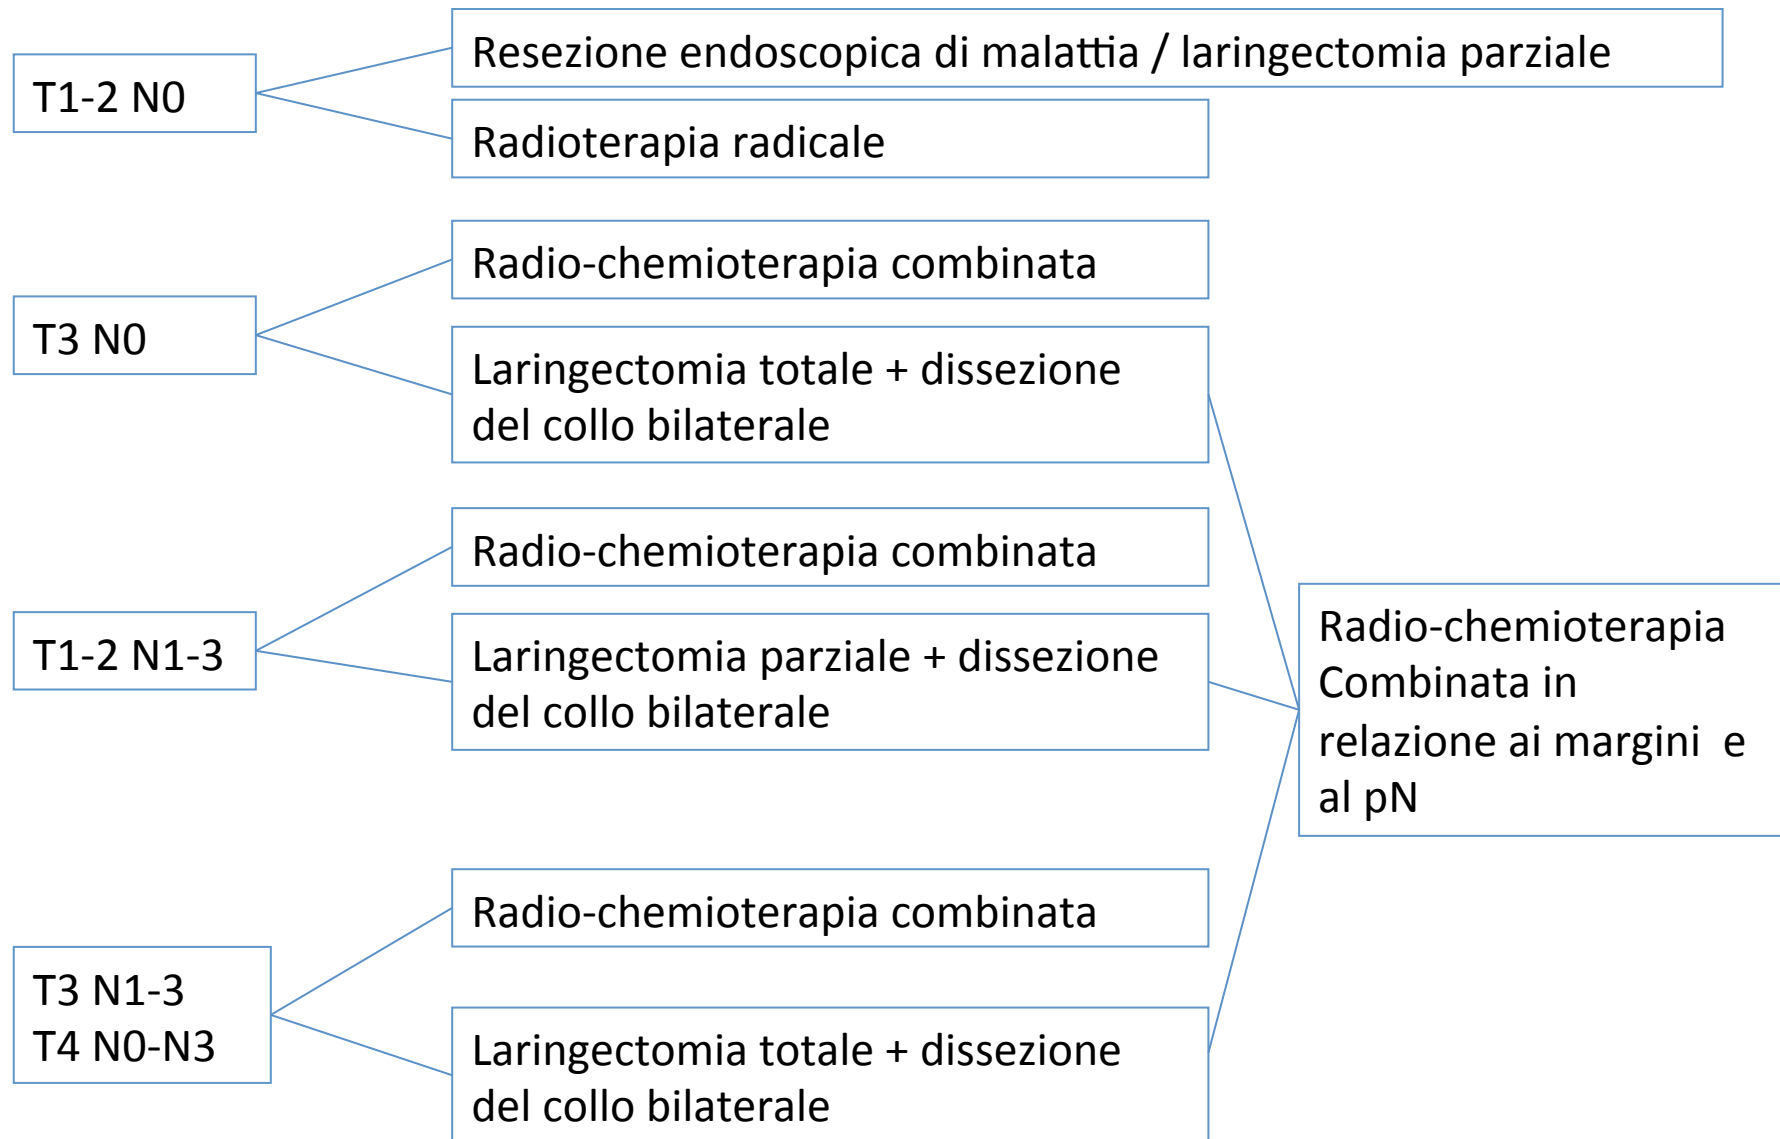 T1-2 N0
Resezione endoscopica di malattia / laringectomia parziale
Radioterapia radicale
T3 N0
Radio-chemioterapia combinata
Laringectomia totale + dissezione
del collo bilaterale
T1-2 N1-3
Radio-chemioterapia combinata
Laringectomia parziale + dissezione
del collo bilaterale
T3 N1-3
T4 N0-N3
Radio-chemioterapia combinata
Laringectomia totale + dissezione
del collo bilaterale
Radio-chemioterapia
Combinata in
relazione ai margini e
al pN